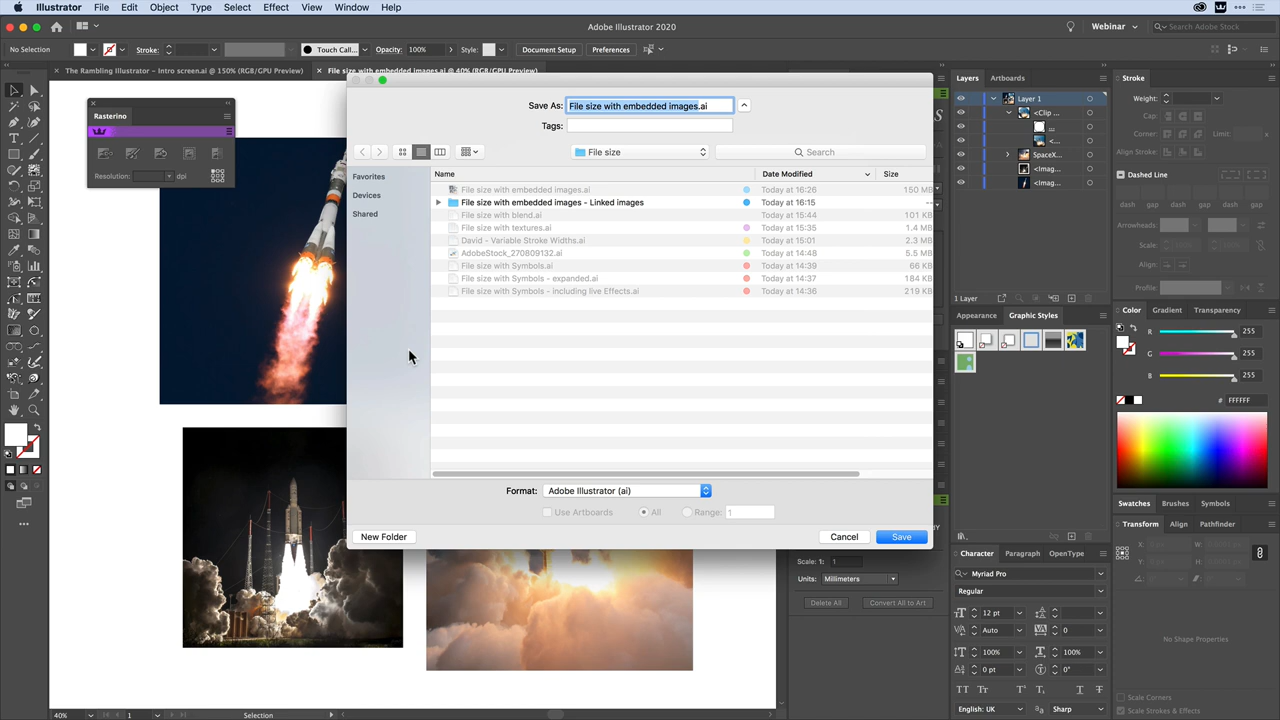 Illustrator File Edit Object Type Select Effect View Window Help
Adobe Illustrator 2020
Webinar
Search Adobe Stock
No Selection
Stroke:
Touch Call...
Opacity: 100%
Style:
Document Setup
Preferences
× The Rambling Illustrator - Intro screen.ai @ 150% (RGB/GPU Preview)
× File size with embedded images.ai @ 40% (RGB/GPU Preview)
Rasterino
Resolution: dpi
Save As: File size with embedded images.ai
Tags:
File size
Search
Favorites
Devices
Shared
Name Date Modified Size
File size with embedded images.ai Today at 16:26 150 MB
File size with embedded images - Linked images Today at 16:15 --
File size with blend.ai Today at 15:44 101 KB
File size with textures.ai Today at 15:35 1.4 MB
David - Variable Stroke Widths.ai Today at 15:01 2.3 MB
AdobeStock_270809132.ai Today at 14:48 5.5 MB
File size with Symbols.ai Today at 14:39 66 KB
File size with Symbols - expanded.ai Today at 14:37 184 KB
File size with Symbols - including live Effects.ai Today at 14:36 219 KB
Format: Adobe Illustrator (ai)
Use Artboards All Range: 1
New Folder
Cancel
Save
Scale: 1: 1
Units: Millimeters
Delete All
Convert All to Art
Layers Artboards
Layer 1
<Clip ...
...
<...
SpaceX...
<Imag...
<Imag...
1 Layer
Appearance Graphic Styles
Character Paragraph OpenType
Myriad Pro
Regular
12 pt
Auto
0
100%
100%
0 pt
0°
English: UK
Sharp
Stroke
Weight:
Cap:
Corner: Limit:
Align Stroke:
Dashed Line
dash gap dash gap dash gap
Arrowheads:
Scale:
Align:
Profile:
Color Gradient Transparency
R 255
G 255
B 255
# FFFFFF
Swatches Brushes Symbols
Transform Align Pathfinder
X:
W:
Y:
H:
No Shape Properties
Scale Corners
Scale Strokes & Effects
40%
1
Selection